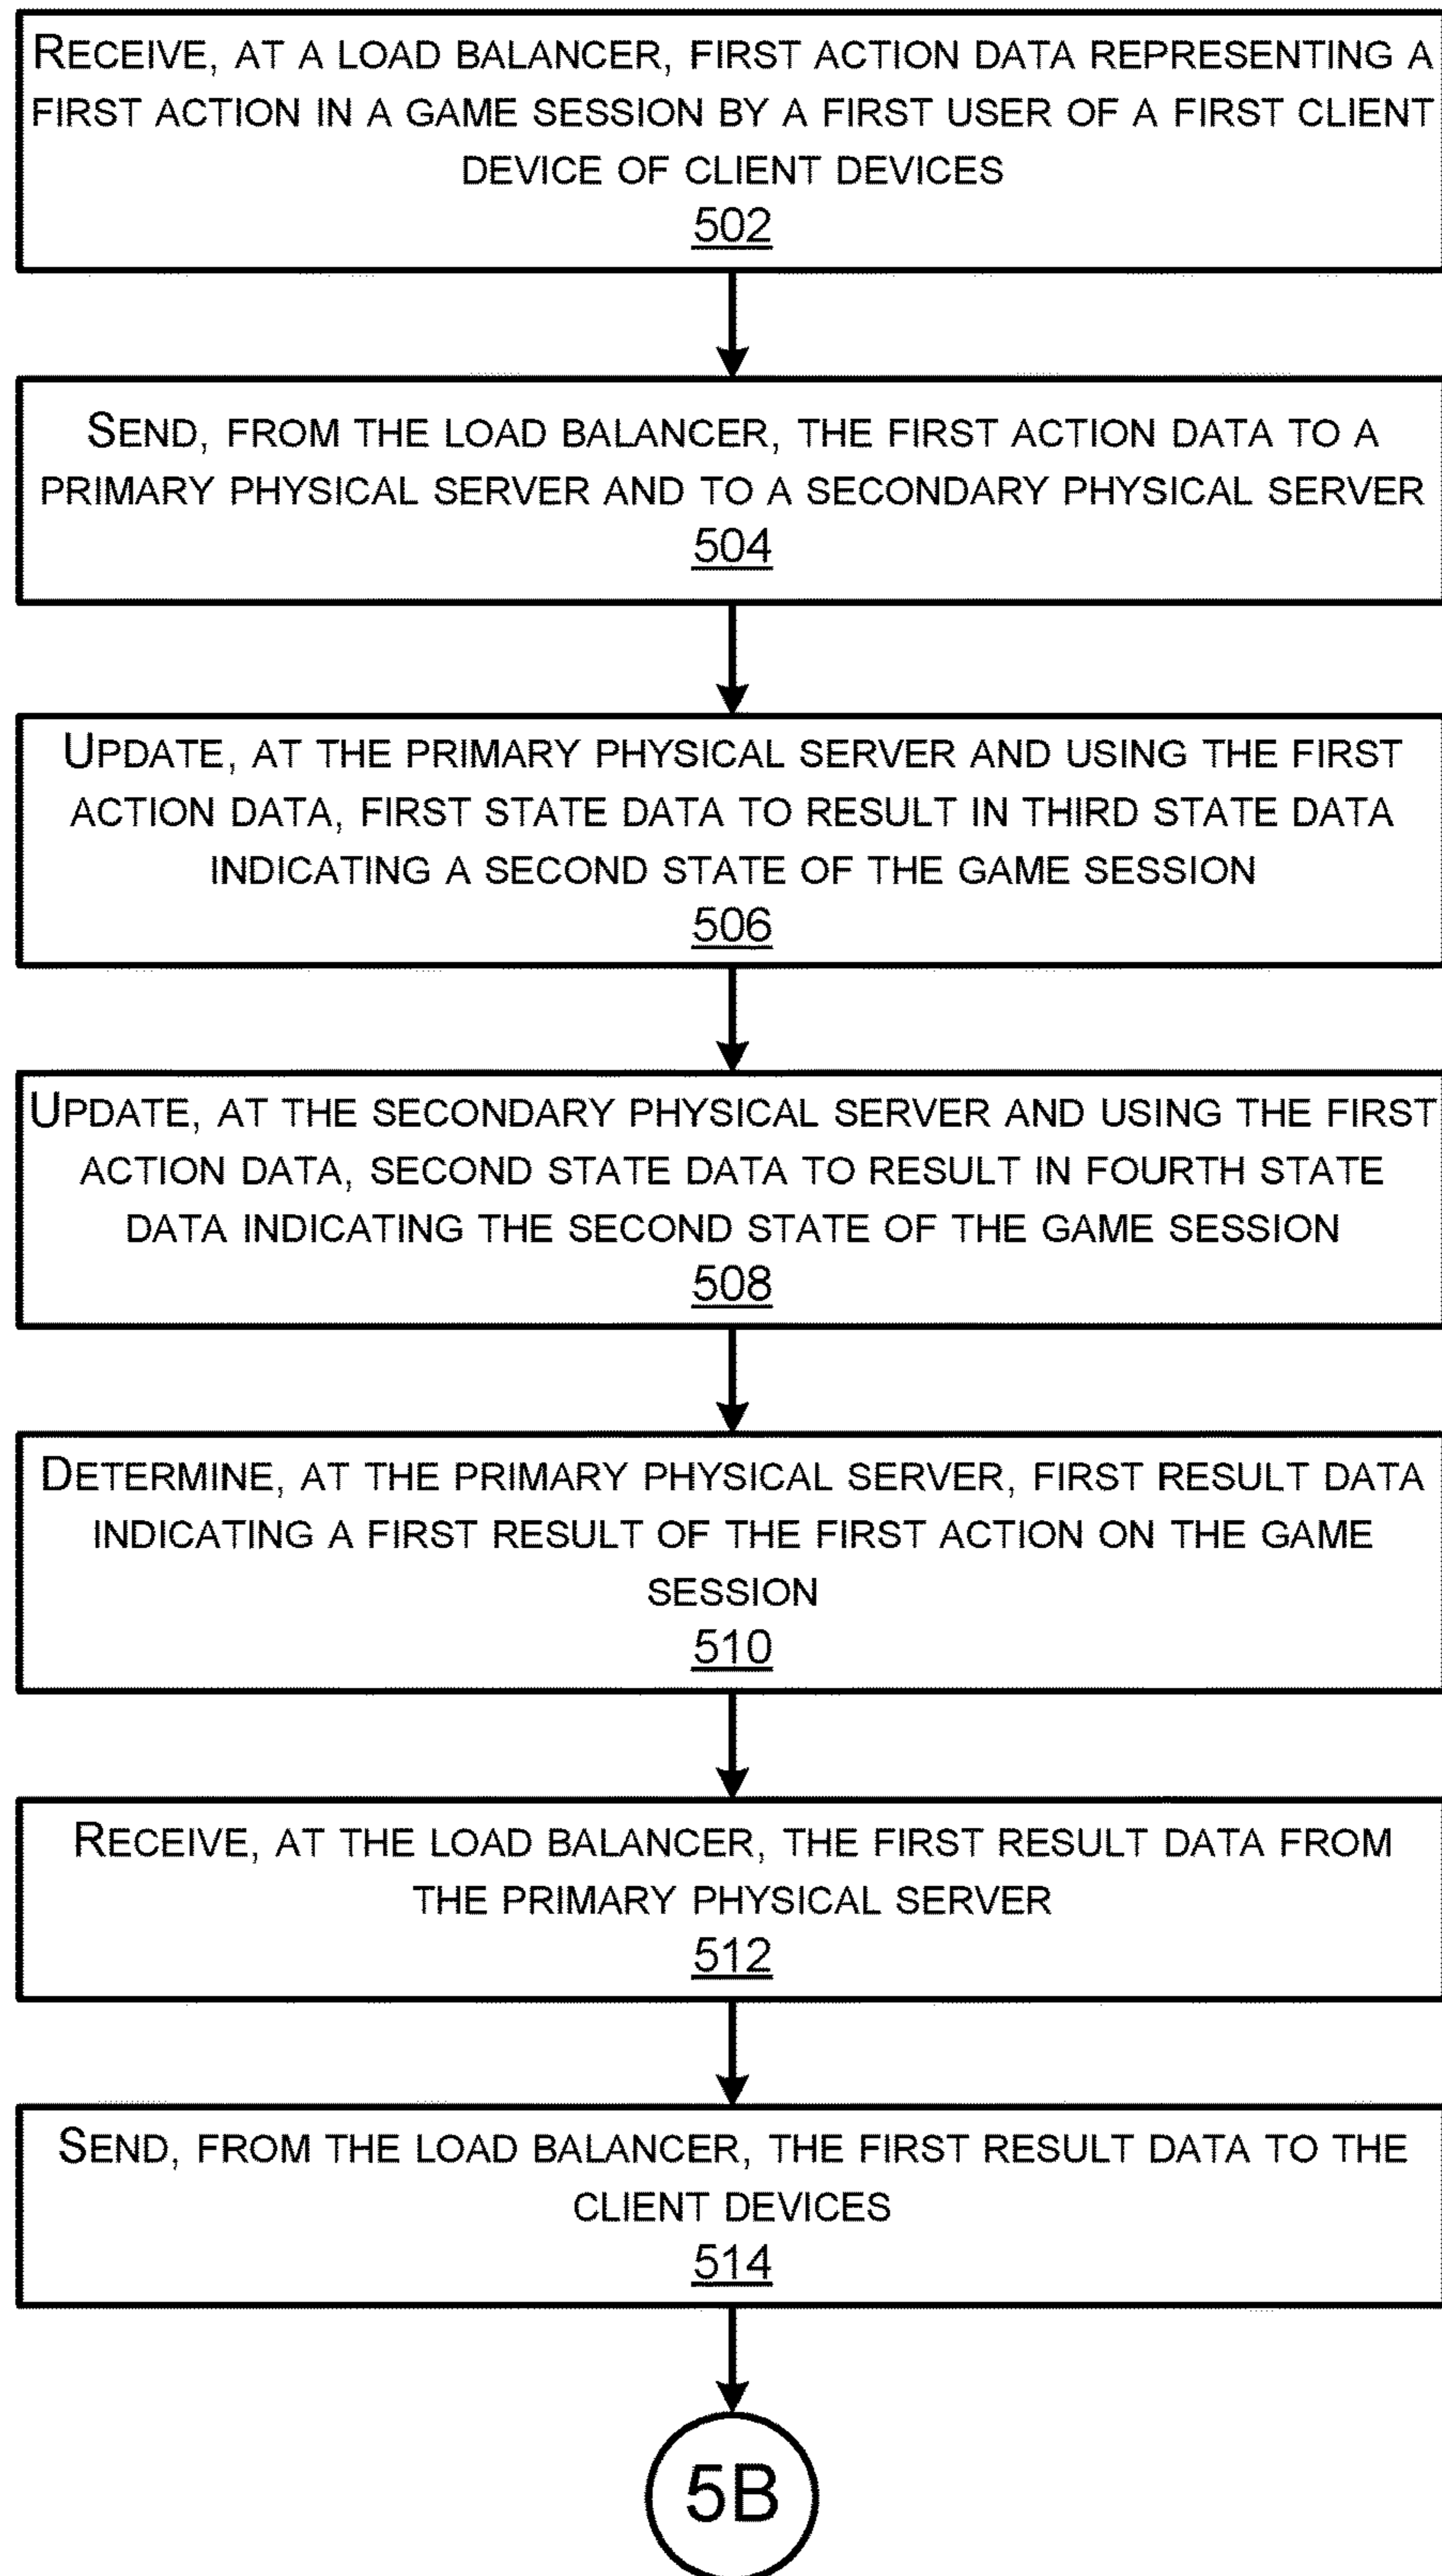 RECEIVE, AT A LOAD BALANCER, FIRST ACTION DATA REPRESENTING A
FIRST ACTION IN A GAME SESSION BY A FIRST USER OF A FIRST CLIENT
DEVICE OF CLIENT DEVICES
502
SEND, FROM THE LOAD BALANCER, THE FIRST ACTION DATA TO A
PRIMARY PHYSICAL SERVER AND TO A SECONDARY PHYSICAL SERVER
504
UPDATE, AT THE PRIMARY PHYSICAL SERVER AND USING THE FIRST
ACTION DATA, FIRST STATE DATA TO RESULT IN THIRD STATE DATA
INDICATING A SECOND STATE OF THE GAME SESSION
506
UPDATE, AT THE SECONDARY PHYSICAL SERVER AND USING THE FIRST
ACTION DATA, SECOND STATE DATA TO RESULT IN FOURTH STATE
DATA INDICATING THE SECOND STATE OF THE GAME SESSION
508
DETERMINE, AT THE PRIMARY PHYSICAL SERVER, FIRST RESULT DATA
INDICATING A FIRST RESULT OF THE FIRST ACTION ON THE GAME
SESSION
510
RECEIVE, AT THE LOAD BALANCER, THE FIRST RESULT DATA FROM
THE PRIMARY PHYSICAL SERVER
512
SEND, FROM THE LOAD BALANCER, THE FIRST RESULT DATA TO THE
CLIENT DEVICES
514
5B